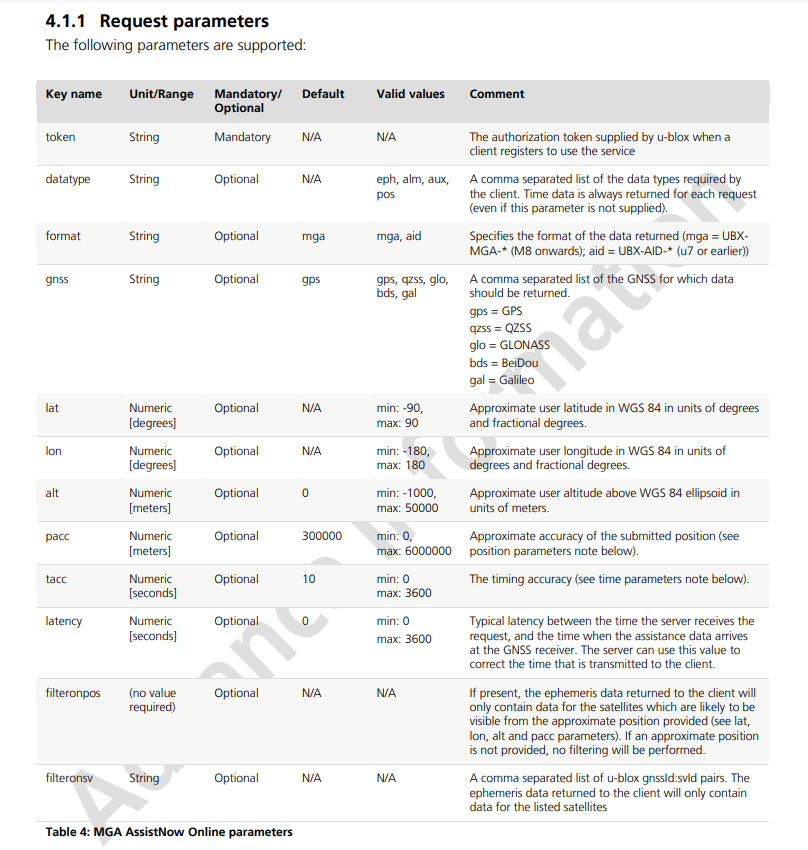 4.1.1 Request parameters
The following parameters are supported:
Key name Unit/Range Mandatory/ Default Valid values Comment
Optional
token String Mandatory N/A N/A The authorization token supplied by u-blox when a
client registers to use the service
datatype String Optional N/A eph, alm, aux, A comma separated list of the data types required by
pos the client. Time data is always returned for each request
(even if this parameter is not supplied).
format String Optional mga mga, aid Specifies the format of the data returned (mga = UBX-
MGA-* (M8 onwards); aid = UBX-AID-* (u7 or earlier))
gnss String Optional gps gps, qzss, glo, A comma separated list of the GNSS for which data
bds, gal should be returned.
gps = GPS
qzss = QZSS
glo = GLONASS
bds = BeiDou
gal = Galileo
lat Numeric Optional N/A min: -90, Approximate user latitude in WGS 84 in units of degrees
[degrees] max: 90 and fractional degrees.
lon Numeric Optional N/A min: -180, Approximate user longitude in WGS 84 in units of
[degrees] max: 180 degrees and fractional degrees.
alt Numeric Optional 0 min: -1000, Approximate user altitude above WGS 84 ellipsoid in
[meters] max: 50000 units of meters.
pacc Numeric Optional 300000 min: 0, Approximate accuracy of the submitted position (see
[meters] max: 6000000 position parameters note below).
tacc Numeric Optional 10 min: 0 The timing accuracy (see time parameters note below).
[seconds] max: 3600
latency Numeric Optional 0 min: 0 Typical latency between the time the server receives the
[seconds] max: 3600 request, and the time when the assistance data arrives
at the GNSS receiver. The server can use this value to
correct the time that is transmitted to the client.
filteronpos (no value Optional N/A N/A If present, the ephemeris data returned to the client will
required) only contain data for the satellites which are likely to be
visible from the approximate position provided (see lat,
lon, alt and pacc parameters). If an approximate position
is not provided, no filtering will be performed.
filteronsv String Optional N/A N/A A comma separated list of u-blox gnssId:svId pairs. The
ephemeris data returned to the client will only contain
data for the listed satellites
Table 4: MGA AssistNow Online parameters
Advance Information